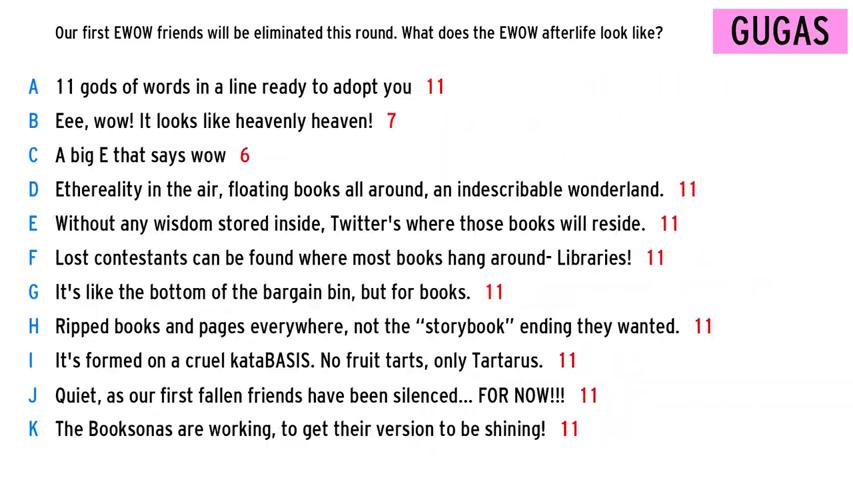 Our first EWOW friends will be eliminated this round. What does the EWOW afterlife look like?
GUGAS
A 11 gods of words in a line ready to adopt you 11
B Eee, wow! It looks like heavenly heaven! 7
C A big E that says wow 6
D Ethereality in the air, floating books all around, an indescribable wonderland. 11
E Without any wisdom stored inside, Twitter's where those books will reside. 11
F Lost contestants can be found where most books hang around- Libraries! 11
G It's like the bottom of the bargain bin, but for books. 11
H Ripped books and pages everywhere, not the “storybook” ending they wanted. 11
I It's formed on a cruel kataBASIS. No fruit tarts, only Tartarus. 11
J Quiet, as our first fallen friends have been silenced... FOR NOW!!! 11
K The Booksonas are working, to get their version to be shining! 11